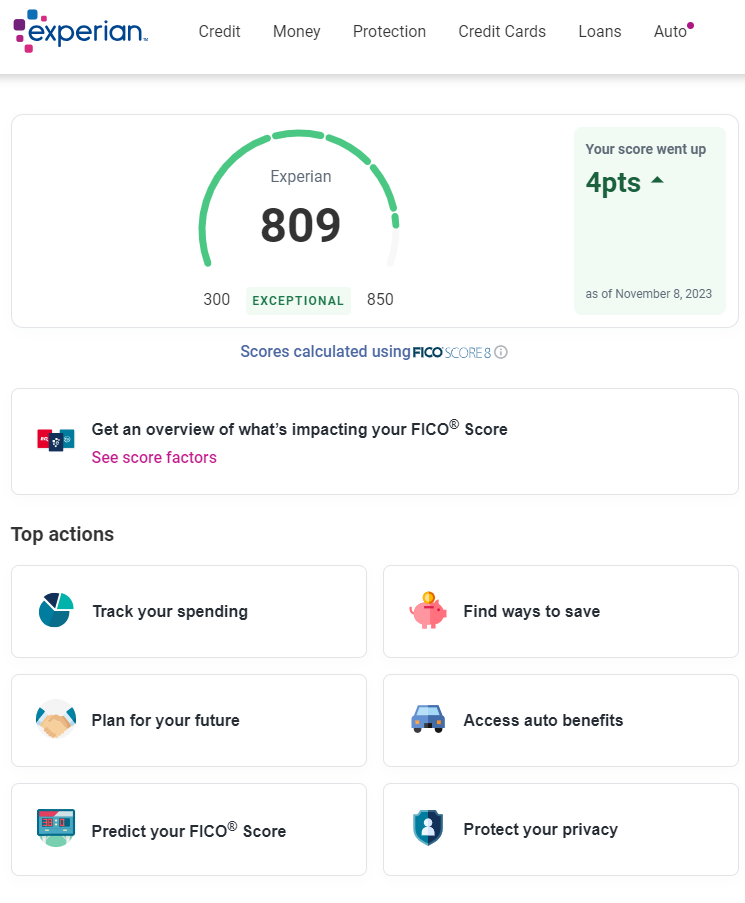 experian.™
Credit Money Protection Credit Cards Loans Auto
Experian
809
300 EXCEPTIONAL 850
Your score went up
4pts
as of November 8, 2023
Scores calculated using FICO SCORE 8
Get an overview of what’s impacting your FICO® Score
See score factors
Top actions
Track your spending
Find ways to save
Plan for your future
Access auto benefits
Predict your FICO® Score
Protect your privacy